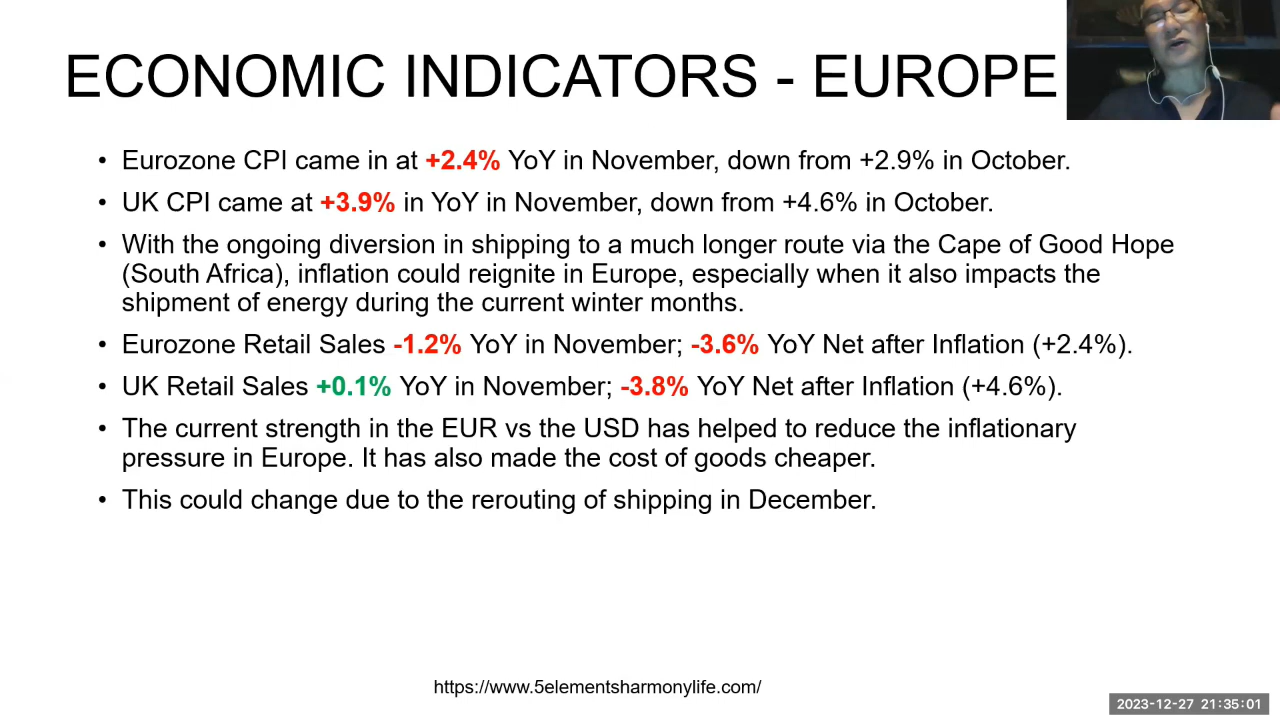 ECONOMIC INDICATORS - EUROPE
• Eurozone CPI came in at +2.4% YoY in November, down from +2.9% in October.
• UK CPI came at +3.9% in YoY in November, down from +4.6% in October.
• With the ongoing diversion in shipping to a much longer route via the Cape of Good Hope
(South Africa), inflation could reignite in Europe, especially when it also impacts the
shipment of energy during the current winter months.
• Eurozone Retail Sales -1.2% YoY in November; -3.6% YoY Net after Inflation (+2.4%).
• UK Retail Sales +0.1% YoY in November; -3.8% YoY Net after Inflation (+4.6%).
• The current strength in the EUR vs the USD has helped to reduce the inflationary
pressure in Europe. It has also made the cost of goods cheaper.
• This could change due to the rerouting of shipping in December.
https://www.5elementsharmonylife.com/
2023-12-27 21:35:01